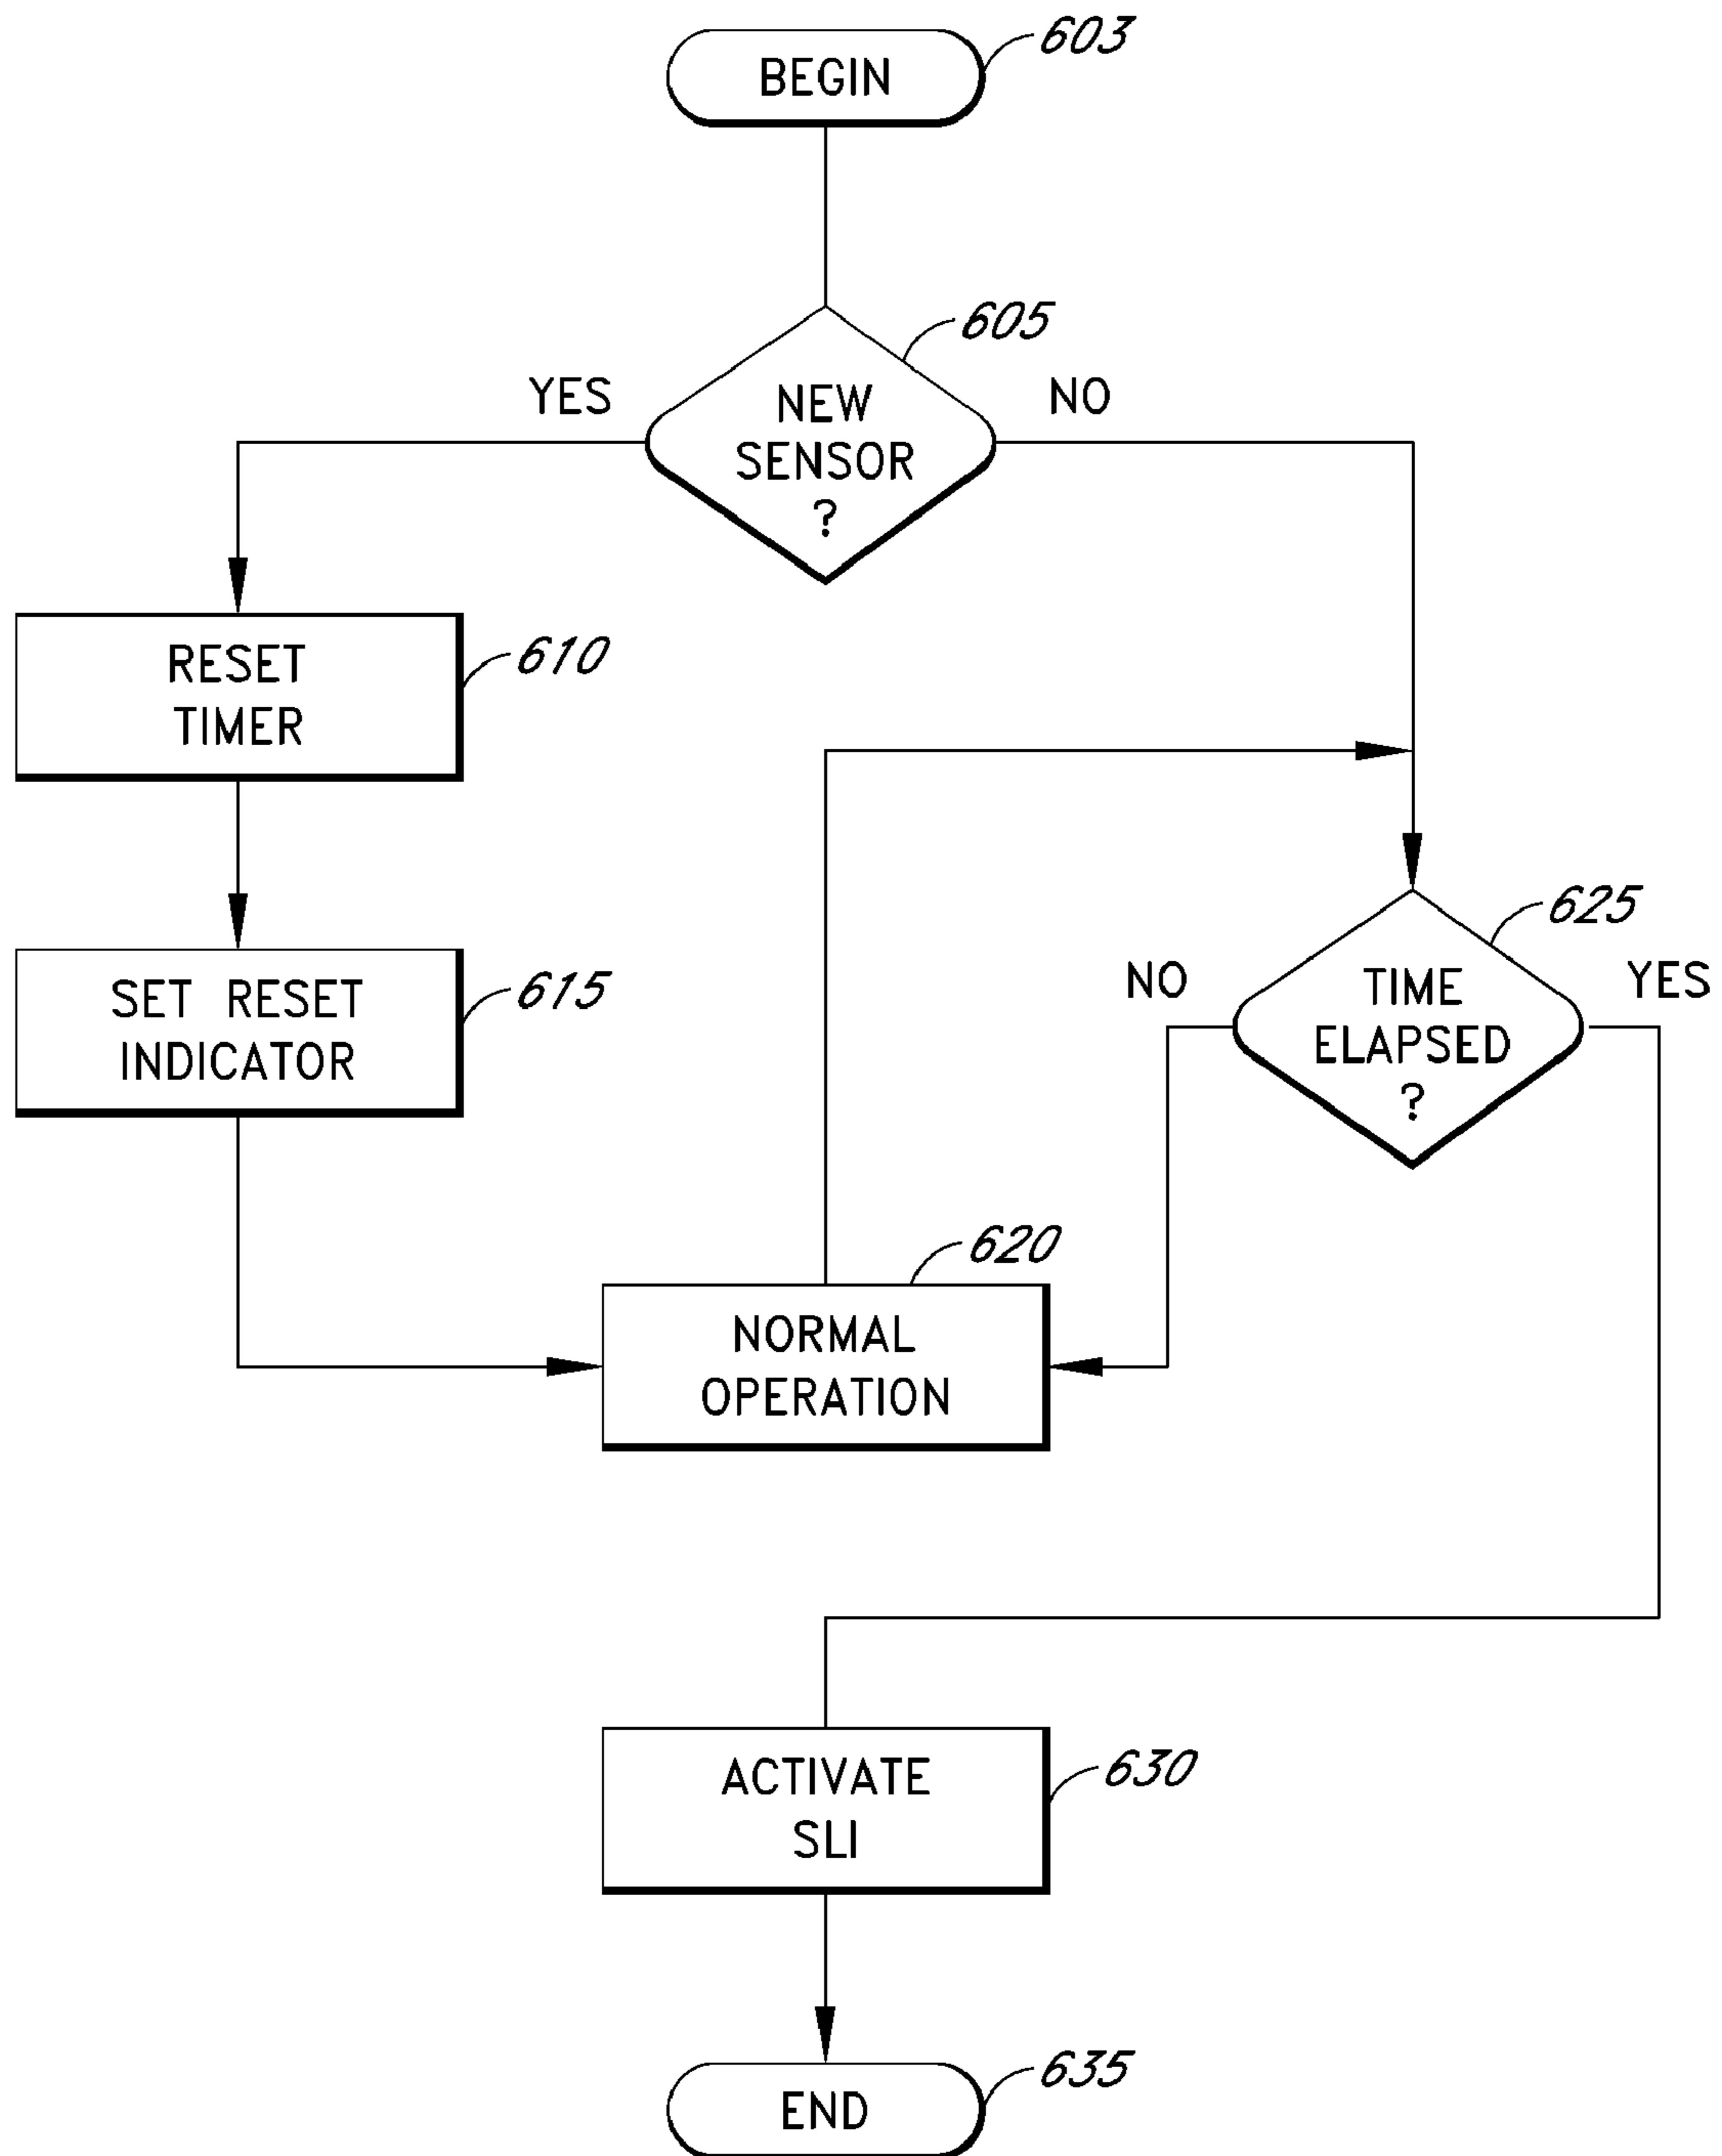 BEGIN
603
605
YES
NEW
SENSOR
?
NO
RESET
TIMER
610
SET RESET
INDICATOR
615
625
NO
TIME
ELAPSED
?
YES
620
NORMAL
OPERATION
ACTIVATE
SLI
630
END
635